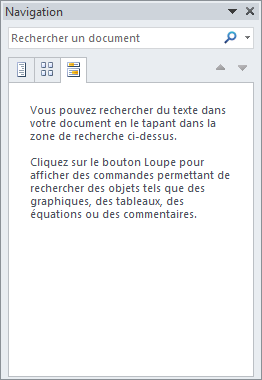 Navigation
Rechercher un document
Vous pouvez rechercher du texte dans
votre document en le tapant dans la
zone de recherche ci-dessus.
Cliquez sur le bouton Loupe pour
afficher des commandes permettant de
rechercher des objets tels que des
graphiques, des tableaux, des
équations ou des commentaires.